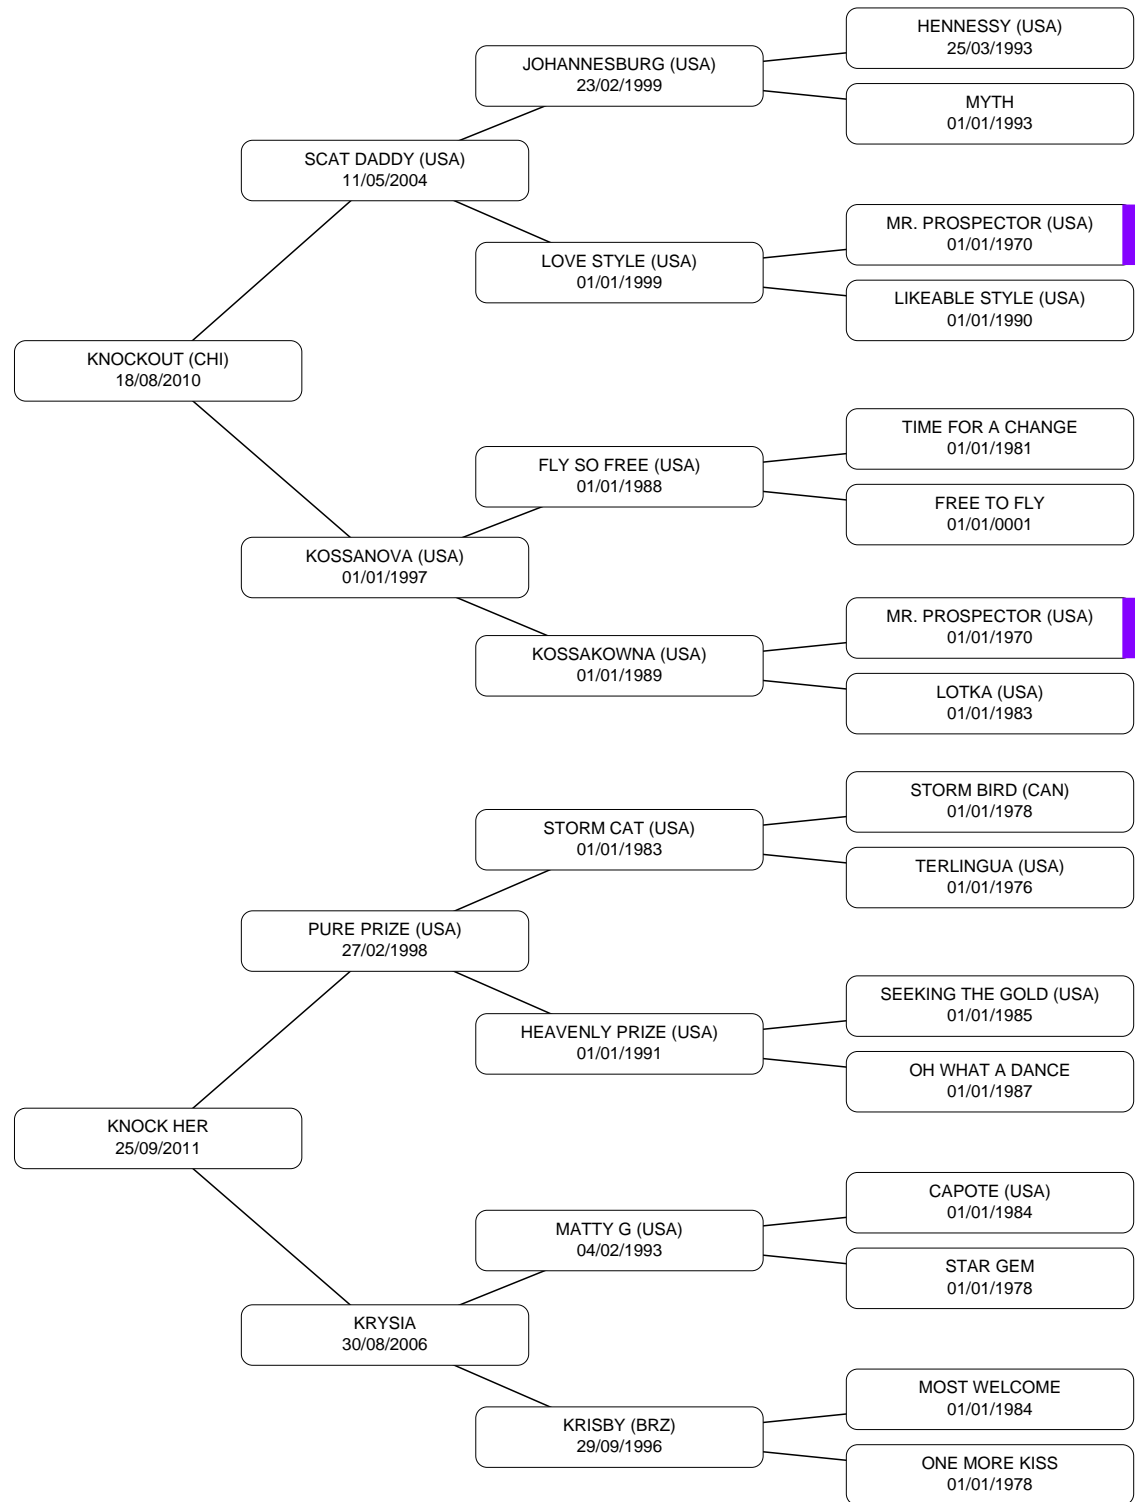 HENNESSY (USA)
25/03/1993
JOHANNESBURG (USA)
23/02/1999
MYTH
01/01/1993
SCAT DADDY (USA)
11/05/2004
MR. PROSPECTOR (USA)
01/01/1970
LOVE STYLE (USA)
01/01/1999
LIKEABLE STYLE (USA)
01/01/1990
KNOCKOUT (CHI)
18/08/2010
TIME FOR A CHANGE
01/01/1981
FLY SO FREE (USA)
01/01/1988
FREE TO FLY
01/01/0001
KOSSANOVA (USA)
01/01/1997
MR. PROSPECTOR (USA)
01/01/1970
KOSSAKOWNA (USA)
01/01/1989
LOTKA (USA)
01/01/1983
STORM BIRD (CAN)
01/01/1978
STORM CAT (USA)
01/01/1983
TERLINGUA (USA)
01/01/1976
PURE PRIZE (USA)
27/02/1998
SEEKING THE GOLD (USA)
01/01/1985
HEAVENLY PRIZE (USA)
01/01/1991
OH WHAT A DANCE
01/01/1987
KNOCK HER
25/09/2011
CAPOTE (USA)
01/01/1984
MATTY G (USA)
04/02/1993
STAR GEM
01/01/1978
KRYSIA
30/08/2006
MOST WELCOME
01/01/1984
KRISBY (BRZ)
29/09/1996
ONE MORE KISS
01/01/1978